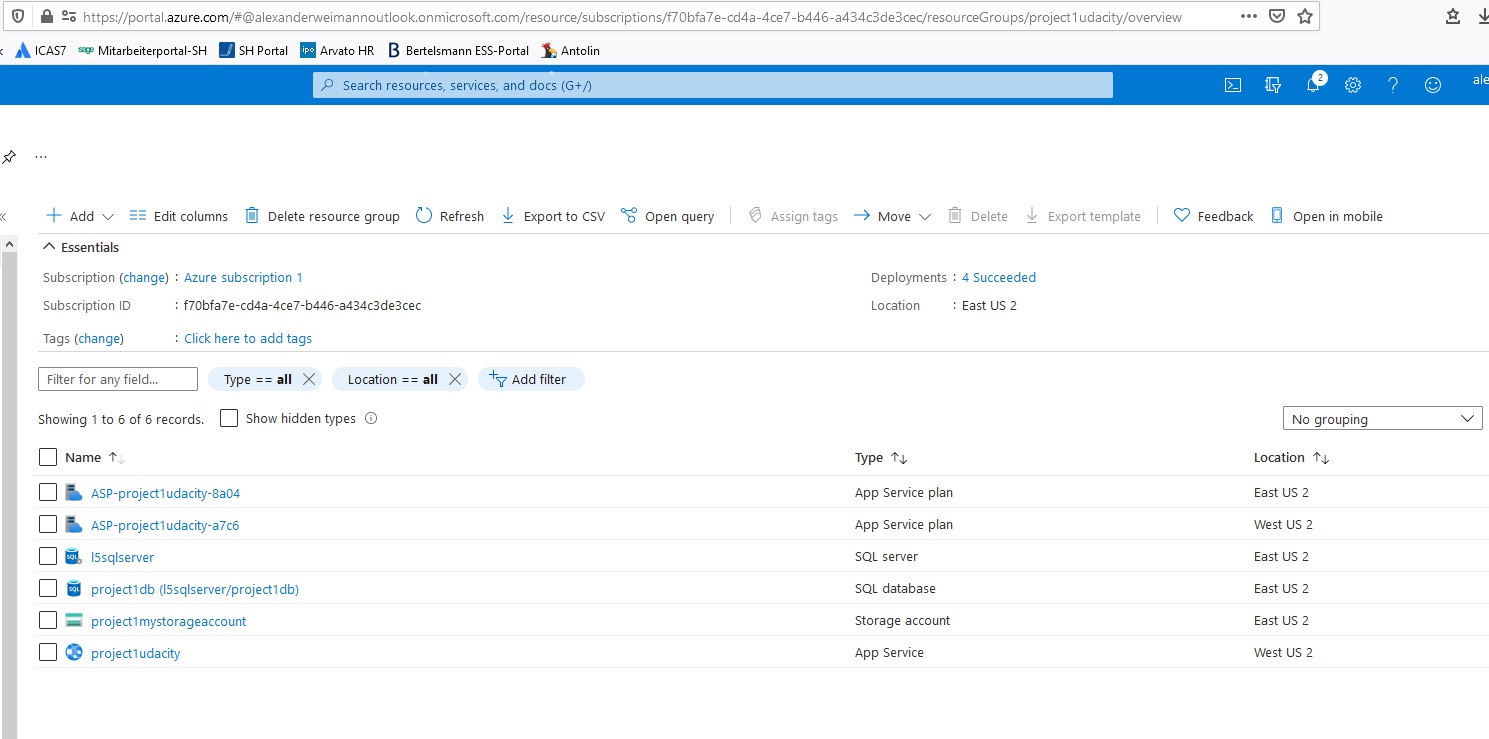 https://portal.azure.com/#@alexanderweimannoutlook.onmicrosoft.com/resource/subscriptions/f70bfa7e-cd4a-4ce7-b446-a434c3de3cec/resourceGroups/project1udacity/overview
ICAS7 sage Mitarbeiterportal-SH SH Portal ipo Arvato HR B Bertelsmann ESS-Portal Antolin
Search resources, services, and docs (G+/) 2 ale
...
« Add Edit columns Delete resource group Refresh Export to CSV Open query Assign tags Move Delete Export template Feedback Open in mobile
Essentials
Subscription (change) : Azure subscription 1 Deployments : 4 Succeeded
Subscription ID : f70bfa7e-cd4a-4ce7-b446-a434c3de3cec Location : East US 2
Tags (change) : Click here to add tags
Filter for any field... Type == all Location == all Add filter
Showing 1 to 6 of 6 records. Show hidden types No grouping
Name Type Location
ASP-project1udacity-8a04 App Service plan East US 2
ASP-project1udacity-a7c6 App Service plan West US 2
SQL l5sqlserver SQL server East US 2
SQL project1db (l5sqlserver/project1db) SQL database East US 2
project1mystorageaccount Storage account East US 2
project1udacity App Service West US 2